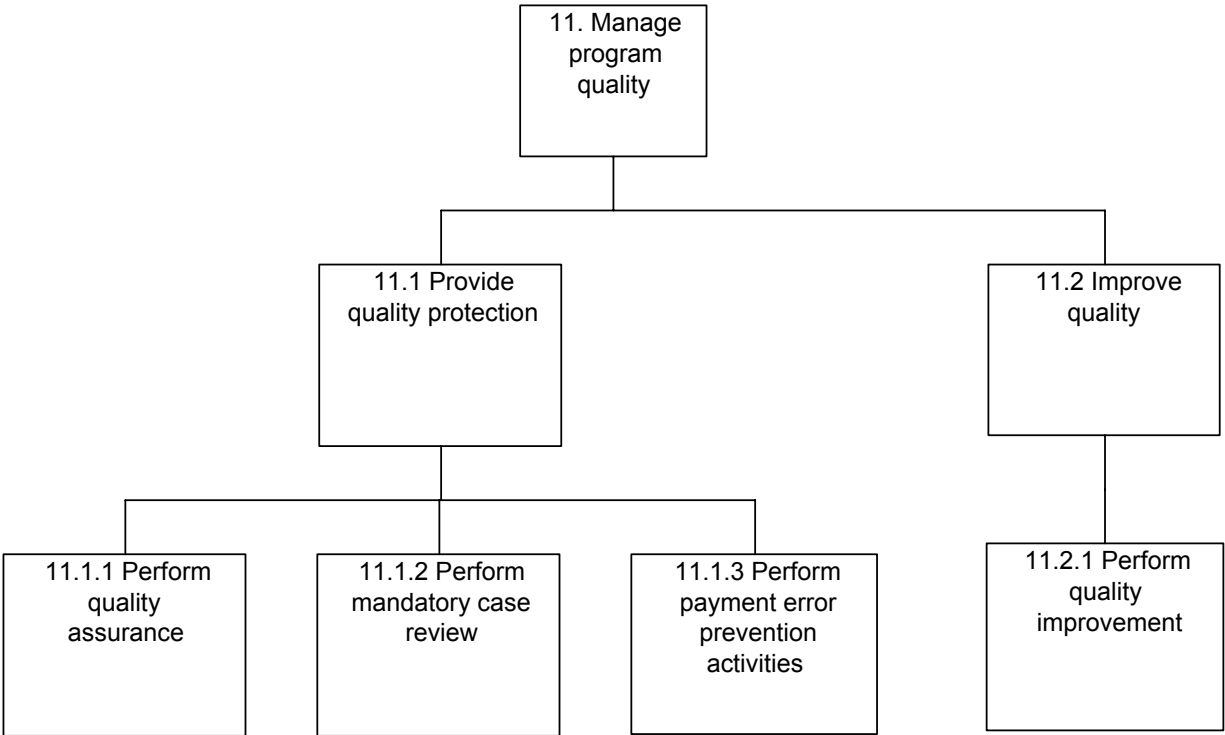 11. Manage
program
quality
11.1 Provide
quality protection
11.2 Improve
quality
11.1.1 Perform
quality
assurance
11.1.2 Perform
mandatory case
review
11.1.3 Perform
payment error
prevention
activities
11.2.1 Perform
quality
improvement